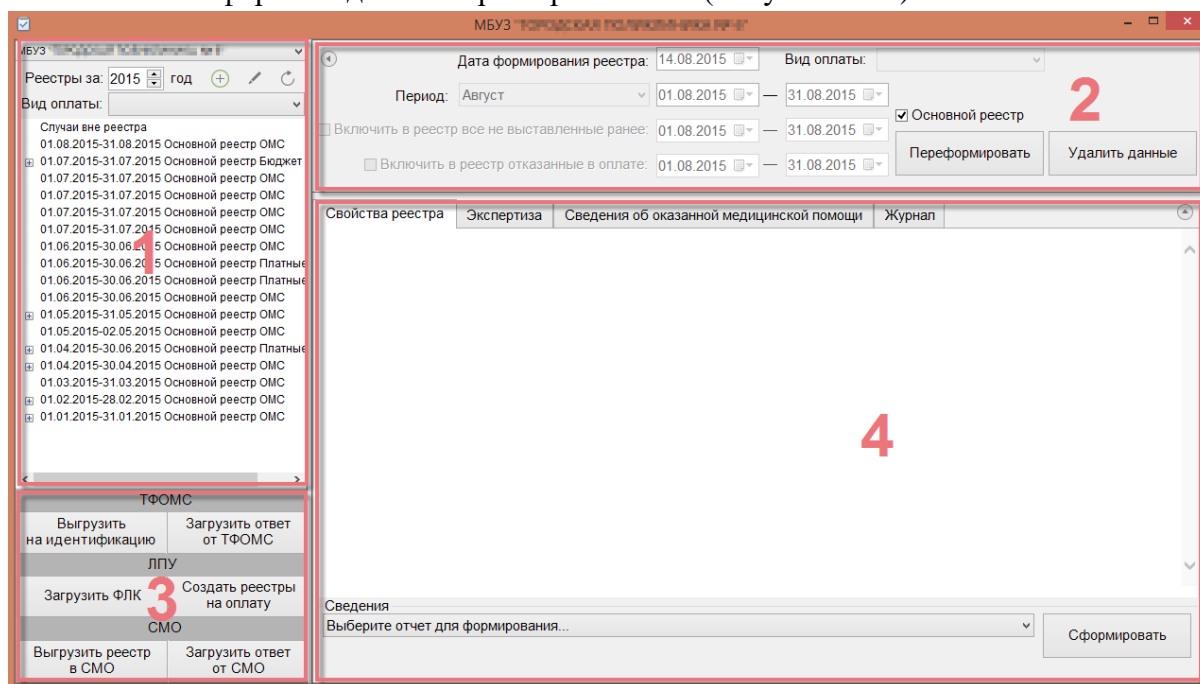 МБУЗ
МБУЗ
Реестры за: 2015 год
Вид оплаты:
Случаи вне реестра
01.08.2015-31.08.2015 Основной реестр ОМС
01.07.2015-31.07.2015 Основной реестр Бюджет
01.07.2015-31.07.2015 Основной реестр ОМС
01.07.2015-31.07.2015 Основной реестр ОМС
01.07.2015-31.07.2015 Основной реестр ОМС
01.07.2015-31.07.2015 Основной реестр ОМС
01.06.2015-30.06.2015 Основной реестр ОМС
01.06.2015-30.06.2015 Основной реестр Платные
01.06.2015-30.06.2015 Основной реестр Платные
01.06.2015-30.06.2015 Основной реестр ОМС
01.05.2015-31.05.2015 Основной реестр ОМС
01.05.2015-02.05.2015 Основной реестр ОМС
01.04.2015-30.06.2015 Основной реестр Платные
01.04.2015-30.04.2015 Основной реестр ОМС
01.03.2015-31.03.2015 Основной реестр ОМС
01.02.2015-28.02.2015 Основной реестр ОМС
01.01.2015-31.01.2015 Основной реестр ОМС
1
Дата формирования реестра: 14.08.2015 Вид оплаты:
Период: Август 01.08.2015 — 31.08.2015
Включить в реестр все не выставленные ранее: 01.08.2015 — 31.08.2015
Включить в реестр отказанные в оплате: 01.08.2015 — 31.08.2015
Основной реестр
Переформировать Удалить данные
2
ТФОМС
Выгрузить
на идентификацию
Загрузить ответ
от ТФОМС
ЛПУ
Загрузить ФЛК
Создать реестры
на оплату
СМО
Выгрузить реестр
в СМО
Загрузить ответ
от СМО
3
Свойства реестра Экспертиза Сведения об оказанной медицинской помощи Журнал
4
Сведения
Выберите отчет для формирования...
Сформировать